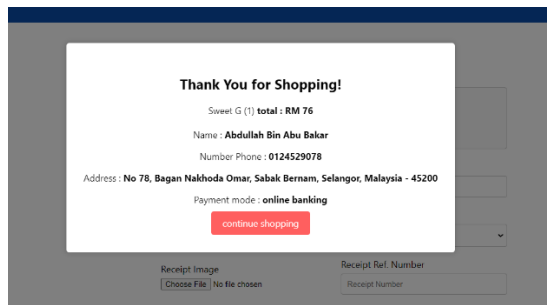 Thank You for Shopping!
Sweet G (1) total : RM 76
Name : Abdullah Bin Abu Bakar
Number Phone : 0124529078
Address : No 78, Bagan Nakhoda Omar, Sabak Bernam, Selangor, Malaysia - 45200
Payment mode : online banking
continue shopping
Receipt Image
Receipt Ref. Number
Choose File No file chosen
Receipt Number